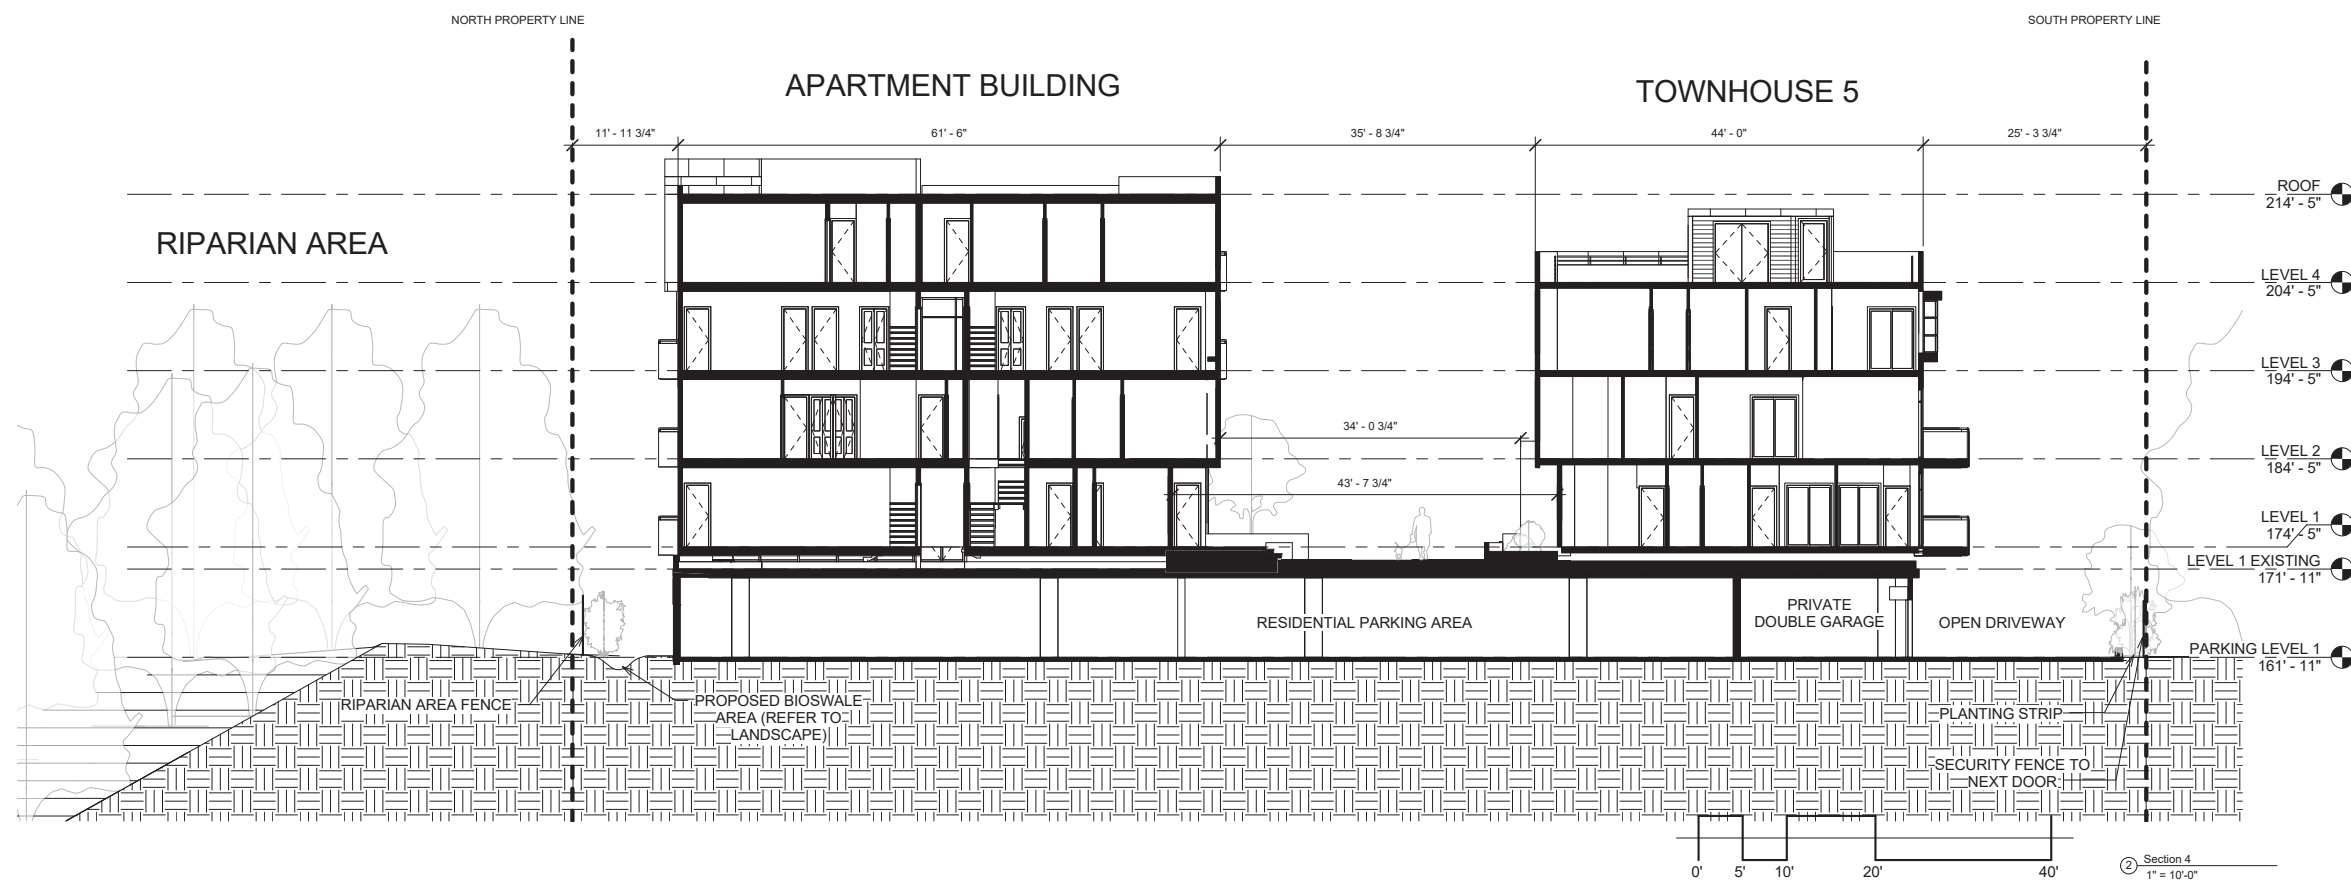 NORTH PROPERTY LINE
SOUTH PROPERTY LINE
APARTMENT BUILDING
TOWNHOUSE 5
11' - 11 3/4"
61' - 6"
35' - 8 3/4"
44' - 0"
25' - 3 3/4"
ROOF
214' - 5"
RIPARIAN AREA
LEVEL 4
204' - 5"
LEVEL 3
194' - 5"
34' - 0 3/4"
LEVEL 2
184' - 5"
43' - 7 3/4"
LEVEL 1
174' - 5"
LEVEL 1 EXISTING
171' - 11"
RESIDENTIAL PARKING AREA
PRIVATE
DOUBLE GARAGE
OPEN DRIVEWAY
PARKING LEVEL 1
161' - 11"
RIPARIAN AREA FENCE
PROPOSED BIOSWALE
AREA (REFER TO
LANDSCAPE)
PLANTING STRIP
SECURITY FENCE TO
NEXT DOOR
0' 5' 10' 20' 40'
2 Section 4
1" = 10'-0"